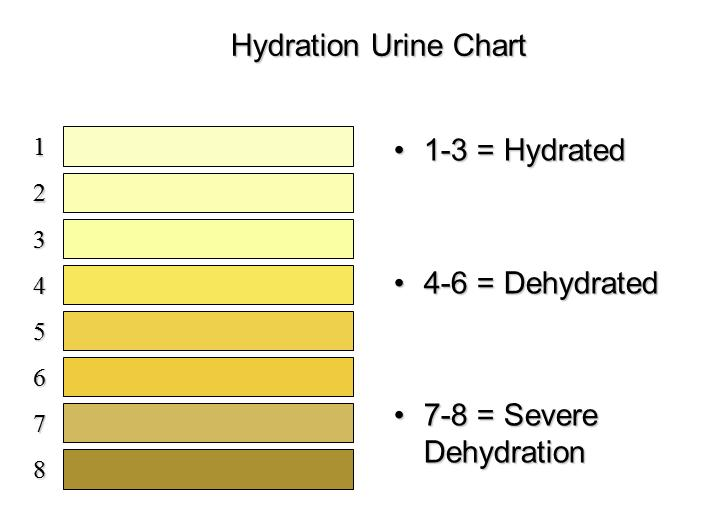 Hydration Urine Chart
1
2
3
4
5
6
7
8
• 1-3 = Hydrated
• 4-6 = Dehydrated
• 7-8 = Severe
Dehydration